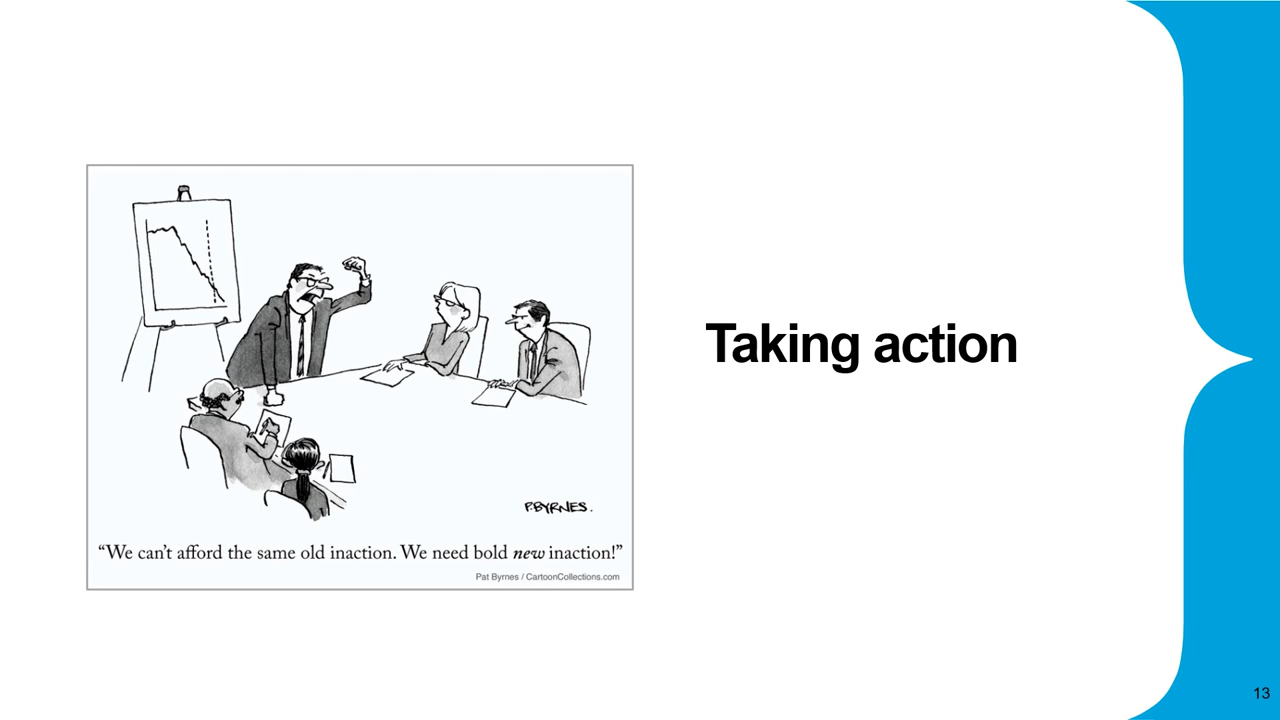 P.BYRNES.
“We can’t afford the same old inaction. We need bold new inaction!”
Pat Byrnes / CartoonCollections.com
Taking action
13